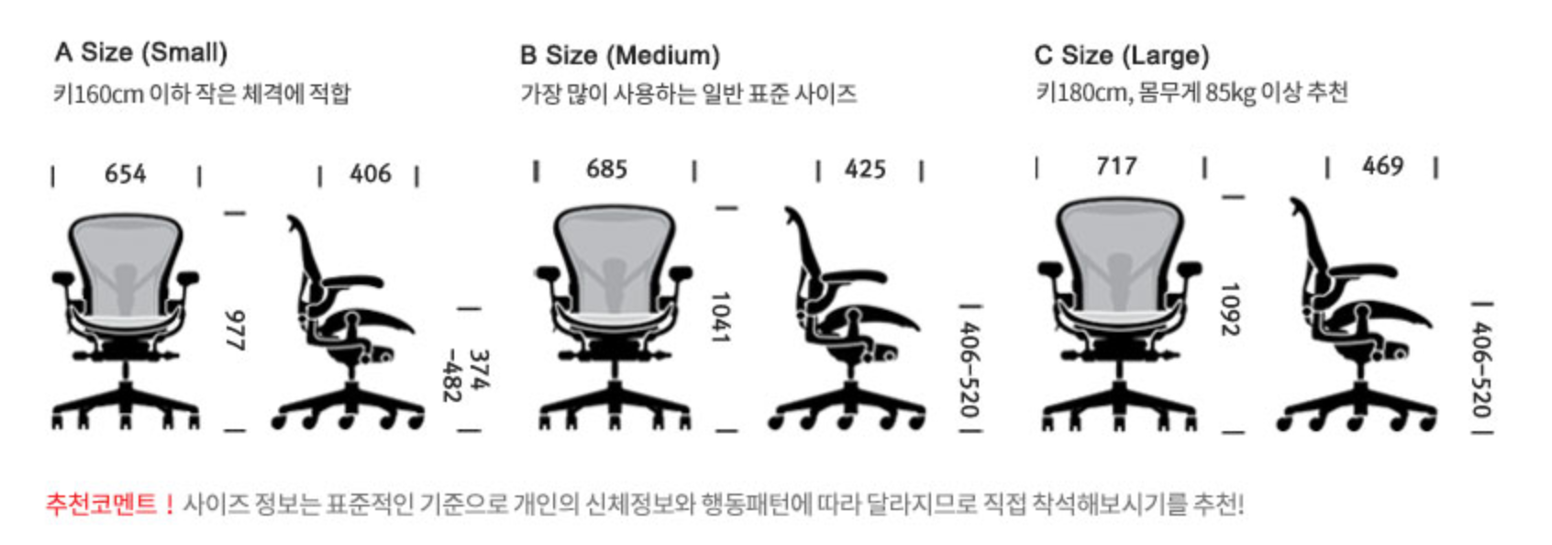 A Size (Small)
키160cm 이하 작은 체격에 적합
654
406
977
374
-482
B Size (Medium)
가장 많이 사용하는 일반 표준 사이즈
685
425
1041
406-520
C Size (Large)
키180cm, 몸무게 85kg 이상 추천
717
469
1092
406-520
추천코멘트 ! 사이즈 정보는 표준적인 기준으로 개인의 신체정보와 행동패턴에 따라 달라지므로 직접 착석해보시기를 추천!